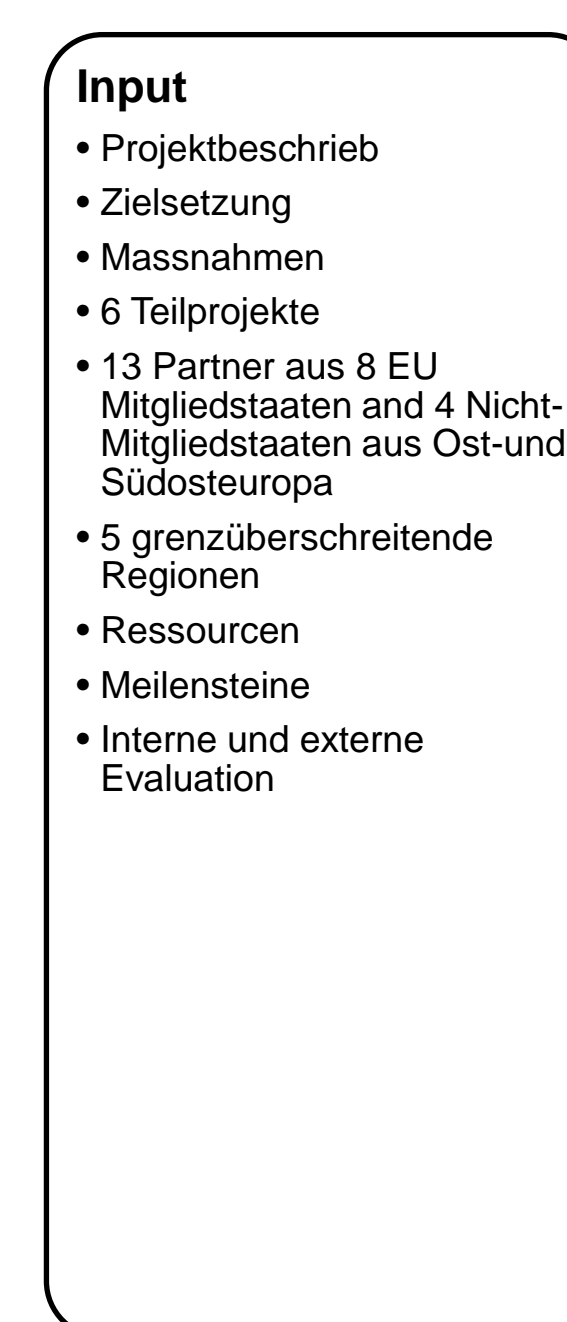 Input
• Projektbeschrieb
• Zielsetzung
• Massnahmen
• 6 Teilprojekte
• 13 Partner aus 8 EU
Mitgliedstaaten and 4 Nicht-
Mitgliedstaaten aus Ost-und
Südosteuropa
• 5 grenzüberschreitende
Regionen
• Ressourcen
• Meilensteine
• Interne und externe
Evaluation